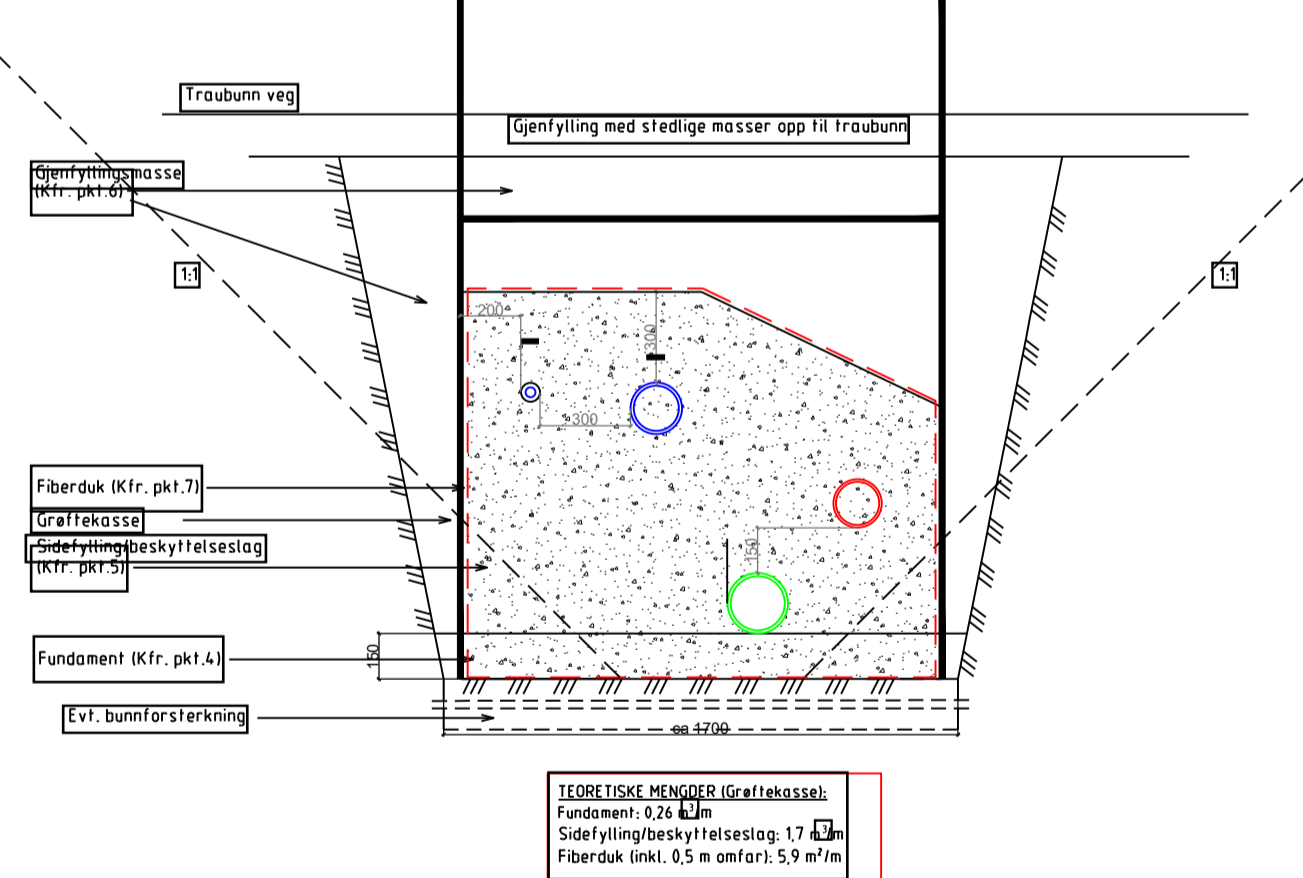 Traubunn veg
Gjenfylling med stedlige masser opp til traubunn
Gjenfyllingsmasse
(Kfr. pkt.6)
1:1
1:1
200
300
300
Fiberduk (Kfr. pkt.7)
Grøftekasse
Sidefylling/beskyttelseslag
(Kfr. pkt.5)
150
Fundament (Kfr. pkt.4)
150
Evt. bunnforsterkning
ca 1700
TEORETISKE MENGDER (Grøftekasse):
Fundament: 0,26 m³/m
Sidefylling/beskyttelseslag: 1,7 m³/m
Fiberduk (inkl. 0,5 m omfar): 5,9 m²/m